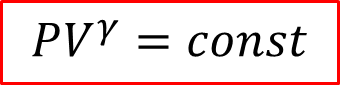 PV^γ = const